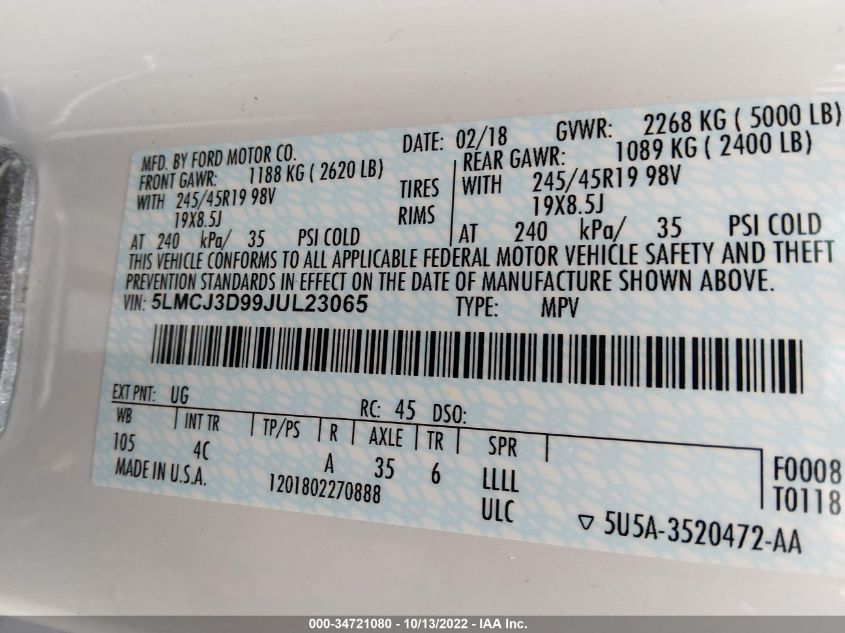 MFD. BY FORD MOTOR CO. DATE: 02/18 GVWR: 2268 KG ( 5000 LB)
FRONT GAWR: 1188 KG ( 2620 LB) REAR GAWR: 1089 KG ( 2400 LB)
WITH 245/45R19 98V TIRES WITH 245/45R19 98V
19X8.5J RIMS 19X8.5J
AT 240 kPa/ 35 PSI COLD AT 240 kPa/ 35 PSI COLD
THIS VEHICLE CONFORMS TO ALL APPLICABLE FEDERAL MOTOR VEHICLE SAFETY AND THEFT
PREVENTION STANDARDS IN EFFECT ON THE DATE OF MANUFACTURE SHOWN ABOVE.
VIN: 5LMCJ3D99JUL23065 TYPE: MPV
EXT PNT: UG RC: 45 DSO:
WB INT TR TP/PS R AXLE TR SPR
105 4C A 35 6 LLLL F0008
MADE IN U.S.A. 1201802270888 ULC T0118
5U5A-3520472-AA
000-34721080 - 10/13/2022 - IAA Inc.